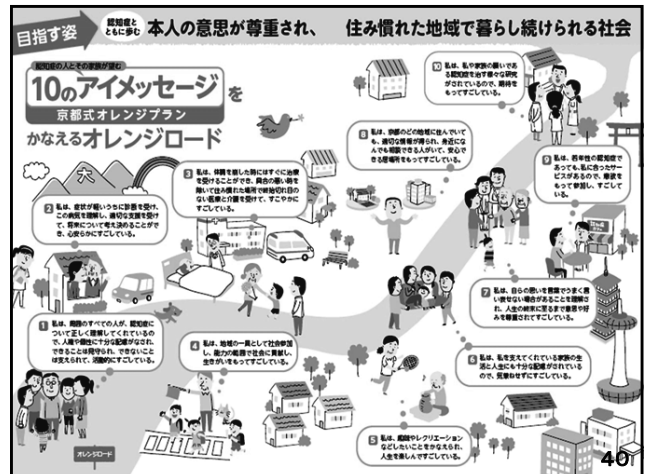 目指す姿
認知症と
ともに歩む
本人の意思が尊重され、 住み慣れた地域で暮らし続けられる社会
認知症の人とその家族が望む
10のアイメッセージを
京都式オレンジプラン
かなえるオレンジロード
10 私は、私や家族の願いで
ある認知症を治す様々な研究
がされているので、期待を
もってすごしている。
8 私は、京都のどの地域に住んでいて
も、適切な情報が得られ、身近にな
んでも相談できる人がいて、安心で
きる居場所をもってすごしている。
9 私は、若年性の認知症で
あっても、私に合ったサー
ビスがあるので、意欲を
もって参加し、すごして
いる。
3 私は、体調を崩した時にはすぐに治療
を受けることができ、具合の悪い時を
除いて住み慣れた場所で終始切れ目の
ない医療と介護を受けて、すこやかに
すごしている。
大
2 私は、症状が軽いうちに診断を受け、
この病気を理解し、適切な支援を受け
て、将来について考え決めることがで
き、心安らかにすごしている。
7 私は、自らの思いを言葉でうまく言
い表せない場合があることを理解さ
れ、人生の終末に至るまで意思や好
みを尊重されてすごしている。
1 私は、周囲のすべての人が、認知症に
ついて正しく理解してくれているの
で、人権や個性に十分な配慮がなされ、
できることは見守られ、できないこと
は支えられて、活動的にすごしている。
4 私は、地域の一員として社会参加
し、能力の範囲で社会に貢献し、
生きがいをもってすごしている。
6 私は、私を支えてくれている家族の生
活と人生にも十分な配慮がされている
ので、気兼ねせずにすごしている。
5 私は、趣味やレクリエーション
などしたいことをかなえられ、
人生を楽しんですごしている。
オレンジロード
40